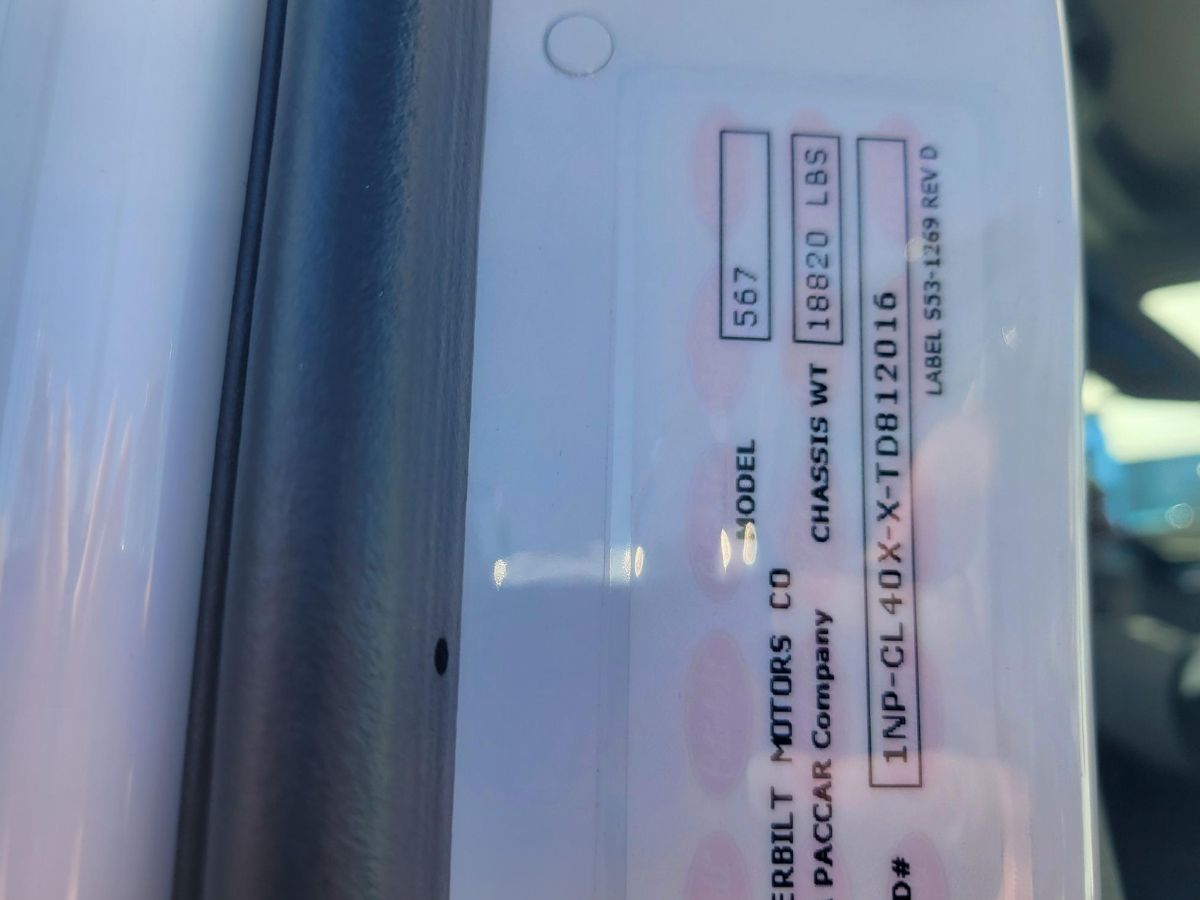 ERBILT MOTORS CO MODEL 567
PACCAR Company CHASSIS WT 18820 LBS
D# 1NP-CL40X-X-TD812016
LABEL S53-1269 REV D